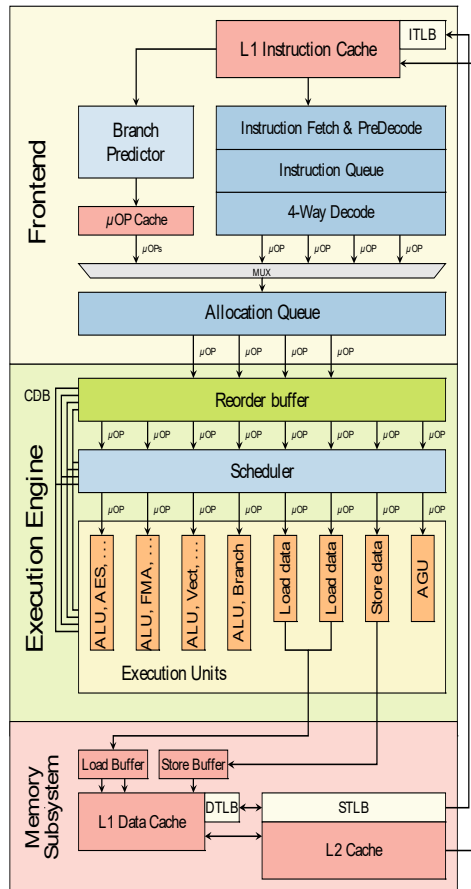 ITLB
L1 Instruction Cache
Branch
Predictor
Instruction Fetch & PreDecode
Instruction Queue
4-Way Decode
µOP Cache
Frontend
µOPs
µOP
µOP
µOP
µOP
MUX
Allocation Queue
µOP
µOP
µOP
µOP
CDB
Reorder buffer
µOP
µOP
µOP
µOP
µOP
µOP
µOP
µOP
Scheduler
Execution Engine
µOP
µOP
µOP
µOP
µOP
µOP
µOP
µOP
ALU, AES, ...
ALU, FMA, ...
ALU, Vect, ...
ALU, Branch
Load data
Load data
Store data
AGU
Execution Units
Memory
Subsystem
Load Buffer
Store Buffer
L1 Data Cache
DTLB
STLB
L2 Cache